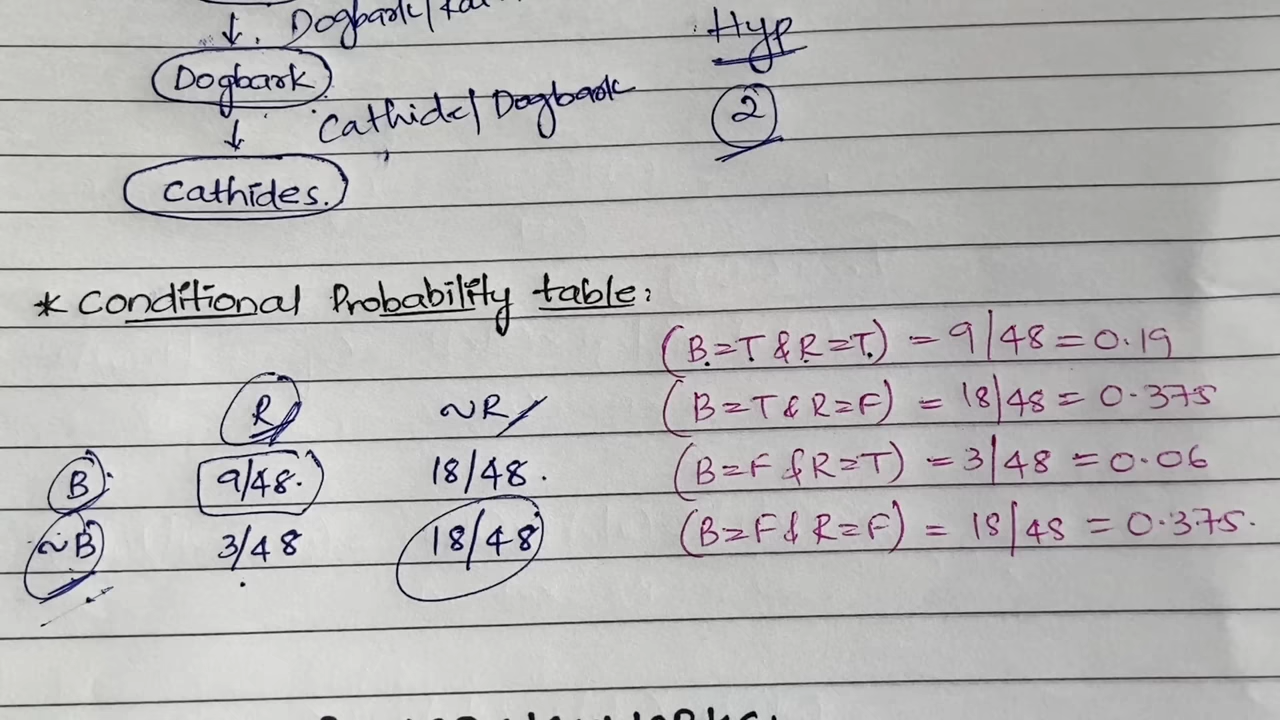 ↓. Dogbark/
Hyp
Dogbark
2
↓ Cathide/Dogbark
Cathides.
* Conditional Probability table:
(B=T & R=T) = 9/48 = 0.19
R ~R
(B=T & R=F) = 18/48 = 0.375
B 9/48. 18/48.
(B=F & R=T) = 3/48 = 0.06
~B 3/48 18/48
(B=F & R=F) = 18/48 = 0.375.